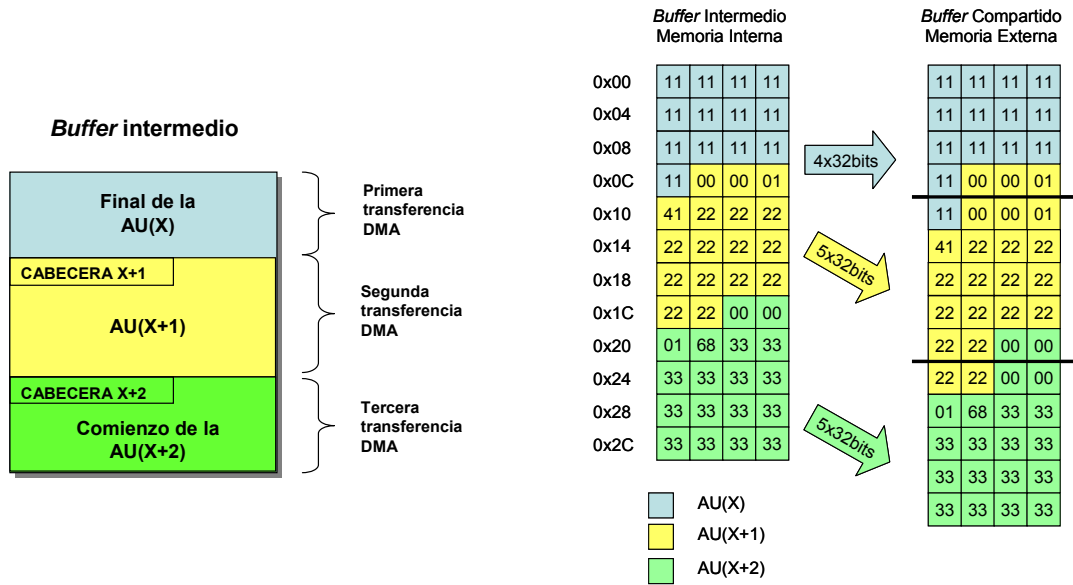 Buffer intermedio
Final de la
AU(X)
CABECERA X+1
AU(X+1)
CABECERA X+2
Comienzo de la
AU(X+2)
Primera
transferencia
DMA
Segunda
transferencia
DMA
Tercera
transferencia
DMA
Buffer Intermedio
Memoria Interna
0x00 11 11 11 11
0x04 11 11 11 11
0x08 11 11 11 11
0x0C 11 00 00 01
0x10 41 22 22 22
0x14 22 22 22 22
0x18 22 22 22 22
0x1C 22 22 00 00
0x20 01 68 33 33
0x24 33 33 33 33
0x28 33 33 33 33
0x2C 33 33 33 33
4x32bits
5x32bits
5x32bits
Buffer Compartido
Memoria Externa
11 11 11 11
11 11 11 11
11 11 11 11
11 00 00 01
11 00 00 01
41 22 22 22
22 22 22 22
22 22 22 22
22 22 00 00
22 22 00 00
01 68 33 33
33 33 33 33
33 33 33 33
33 33 33 33
AU(X)
AU(X+1)
AU(X+2)